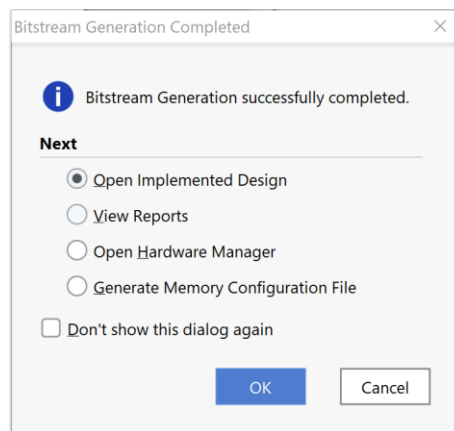 Bitstream Generation Completed
Bitstream Generation successfully completed.
Next
Open Implemented Design
View Reports
Open Hardware Manager
Generate Memory Configuration File
Don't show this dialog again
OK
Cancel